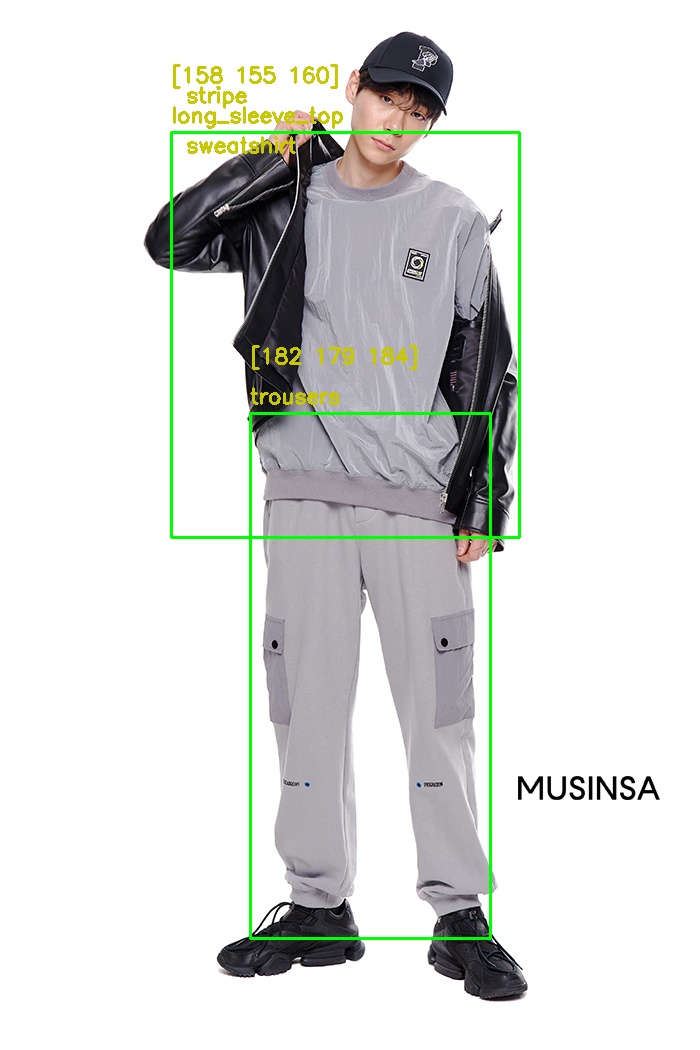 [158 155 160]
stripe
long_sleeve_top
sweatshirt
[182 179 184]
trousers
MUSINSA